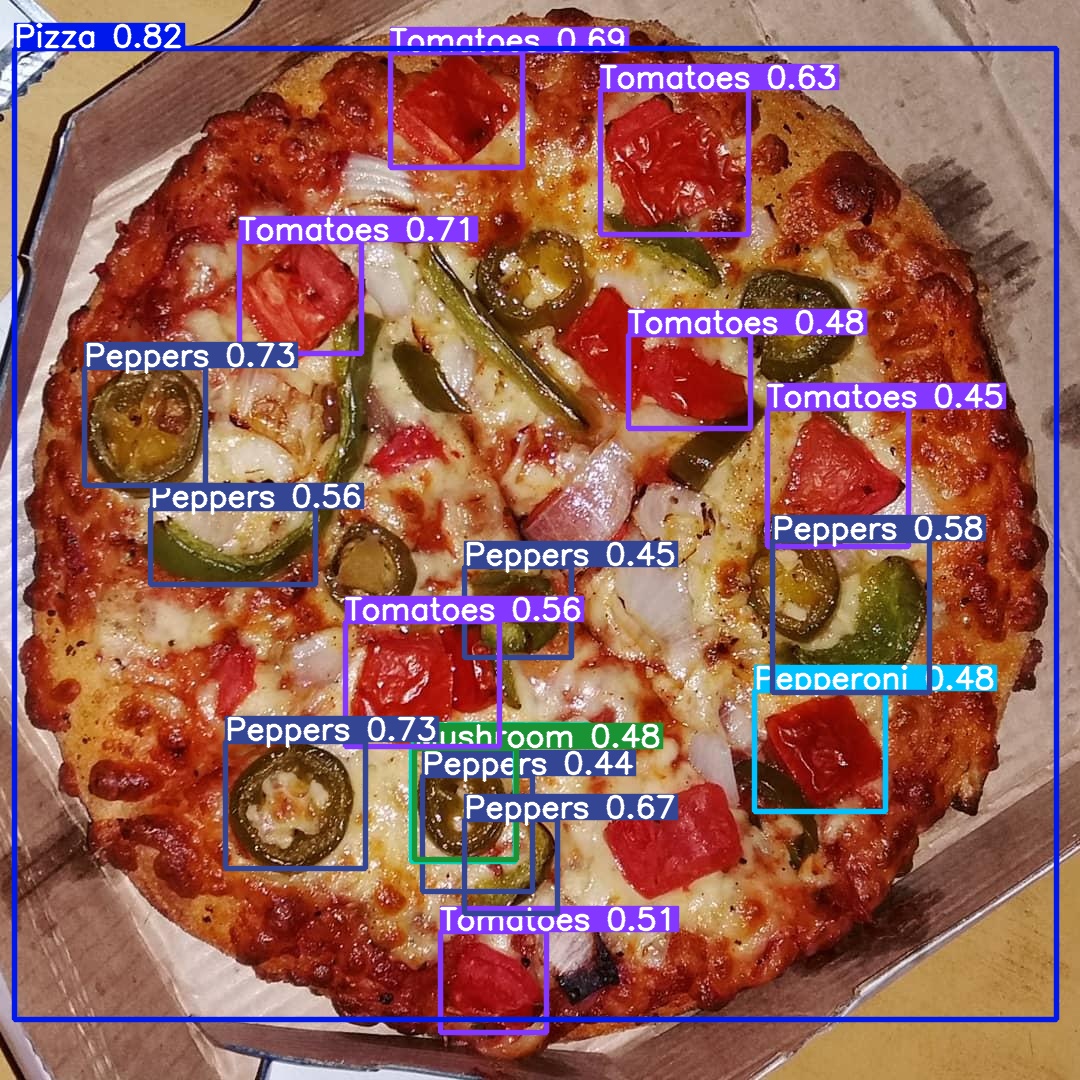 Pizza 0.82
Tomatoes 0.69
Tomatoes 0.63
Tomatoes 0.71
Tomatoes 0.48
Peppers 0.73
Tomatoes 0.45
Peppers 0.56
Peppers 0.58
Peppers 0.45
Tomatoes 0.56
Pepperoni 0.48
Peppers 0.73
ushroom 0.48
Peppers 0.44
Peppers 0.67
Tomatoes 0.51